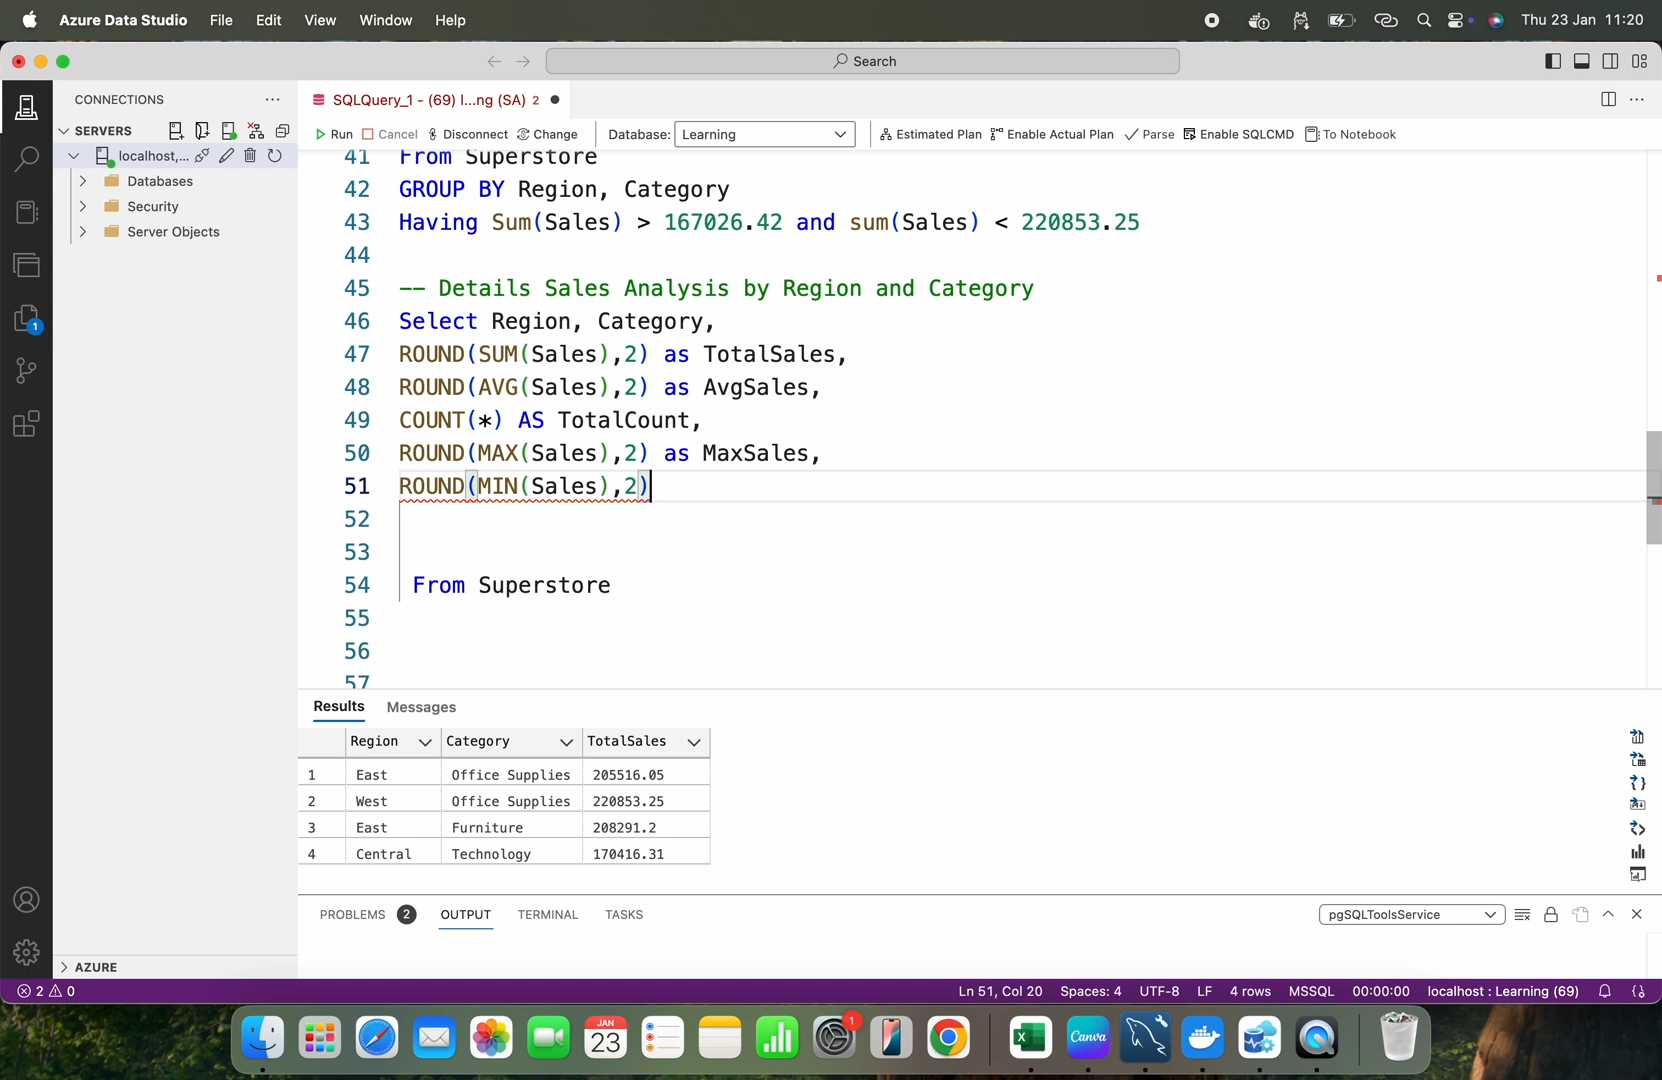 Azure Data Studio File Edit View Window Help Thu 23 Jan 11:20
Search
CONNECTIONS
SQLQuery_1 - (69) l...ng (SA) 2
SERVERS
Run Cancel Disconnect Change Database: Learning Estimated Plan Enable Actual Plan Parse Enable SQLCMD To Notebook
localhost,...
Databases
Security
Server Objects
41 From Superstore
42 GROUP BY Region, Category
43 Having Sum(Sales) > 167026.42 and sum(Sales) < 220853.25
44
45 -- Details Sales Analysis by Region and Category
46 Select Region, Category,
47 ROUND(SUM(Sales),2) as TotalSales,
48 ROUND(AVG(Sales),2) as AvgSales,
49 COUNT(*) AS TotalCount,
50 ROUND(MAX(Sales),2) as MaxSales,
51 ROUND(MIN(Sales),2)
52
53
54 From Superstore
55
56
57
1
Results Messages
Region Category TotalSales
1 East Office Supplies 205516.05
2 West Office Supplies 220853.25
3 East Furniture 208291.2
4 Central Technology 170416.31
PROBLEMS 2 OUTPUT TERMINAL TASKS pgSQLToolsService
AZURE
2 0 Ln 51, Col 20 Spaces: 4 UTF-8 LF 4 rows MSSQL 00:00:00 localhost : Learning (69)
JAN
23
1
Canva